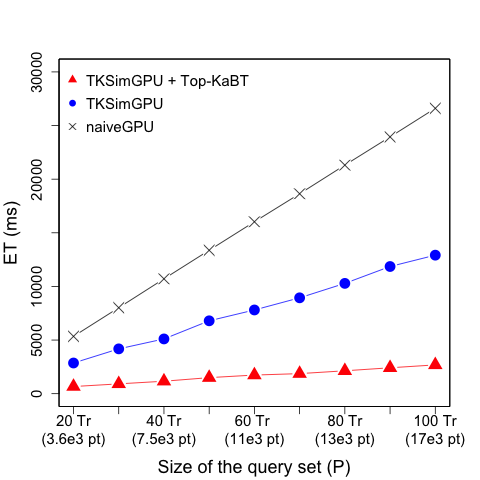 TKSimGPU + Top-KaBT
TKSimGPU
naiveGPU
ET (ms)
30000
20000
10000
5000
0
20 Tr 40 Tr 60 Tr 80 Tr 100 Tr
(3.6e3 pt) (7.5e3 pt) (11e3 pt) (13e3 pt) (17e3 pt)
Size of the query set (P)